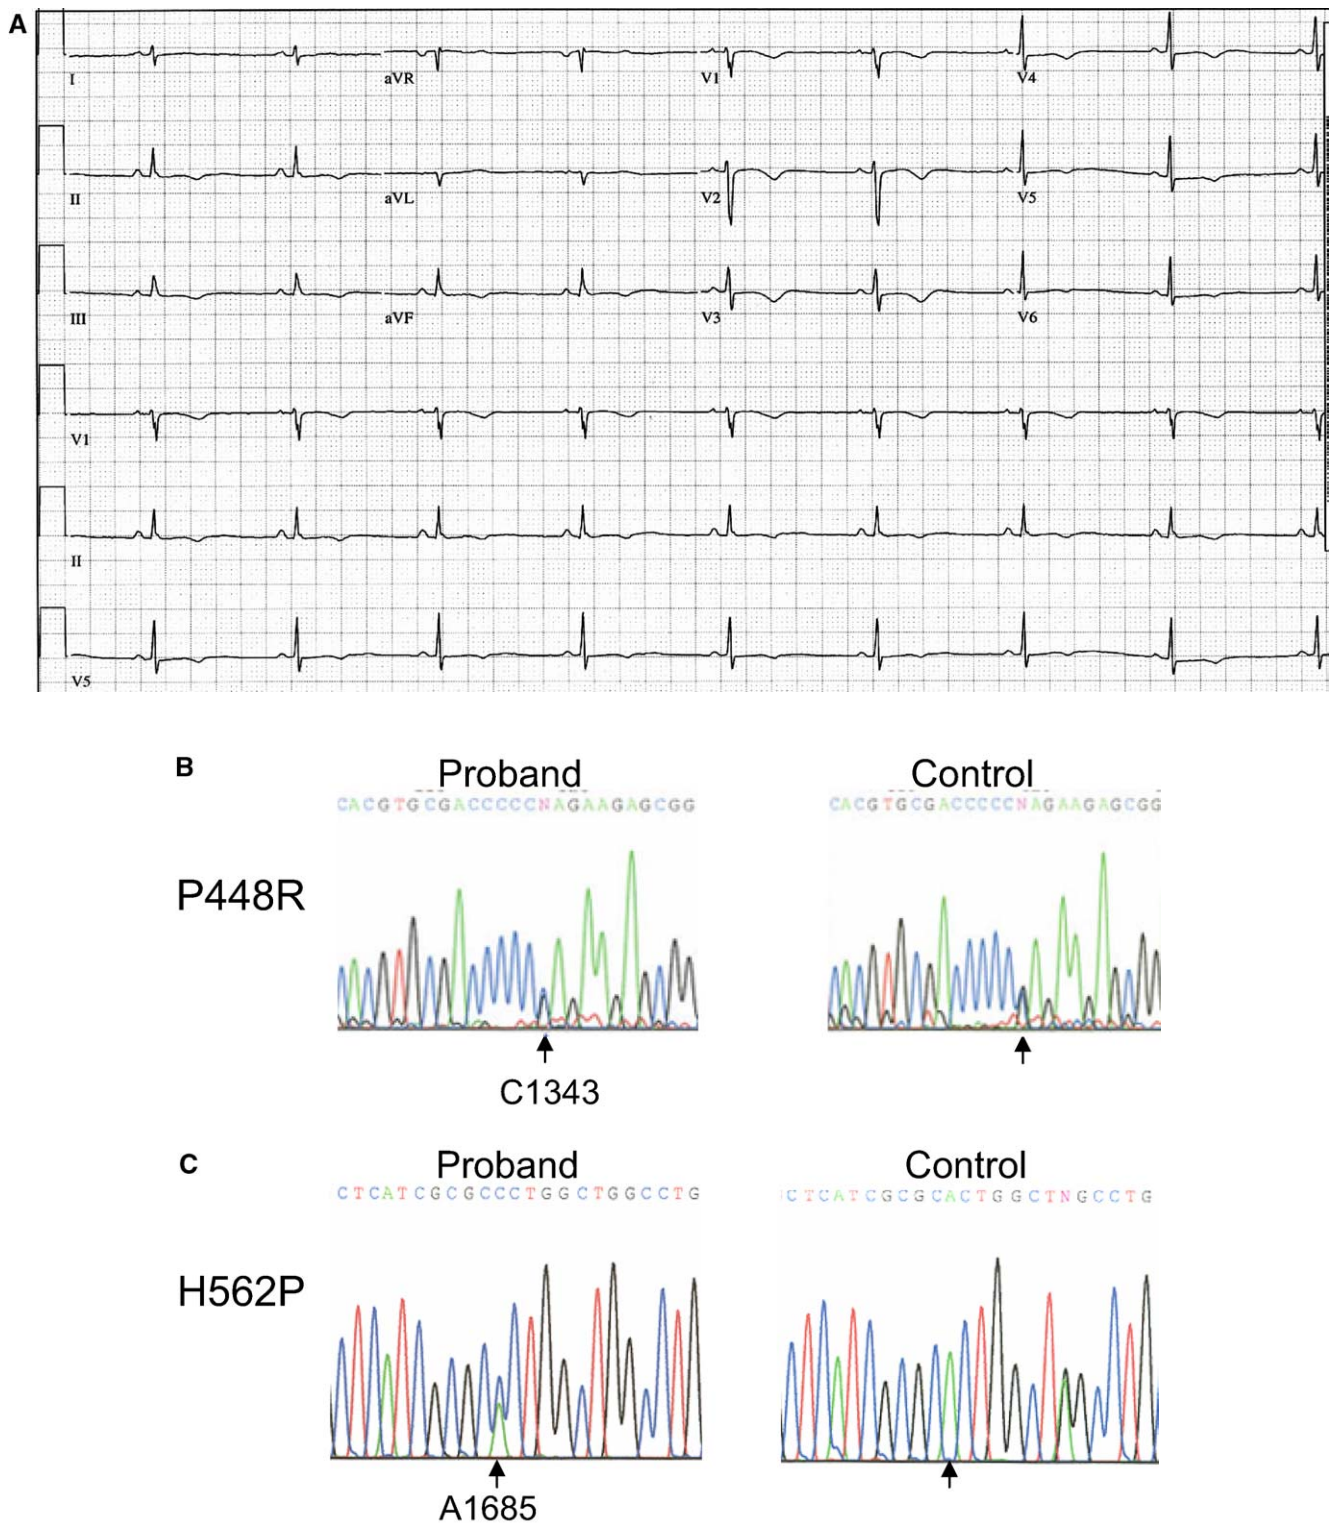 A
I aVR V1 V4
II aVL V2 V5
III aVF V3 V6
V1
II
V5
B
Proband Control
CACGTGCGACCCCCNAGAAGAGCGG CACGTGCGACCCCCNAGAAGAGCGG
P448R
C1343
C
Proband Control
CTCATCGCGCCCTGGCTGGCCTG CTCATCGCGCACTGGCTNGCCTG
H562P
A1685